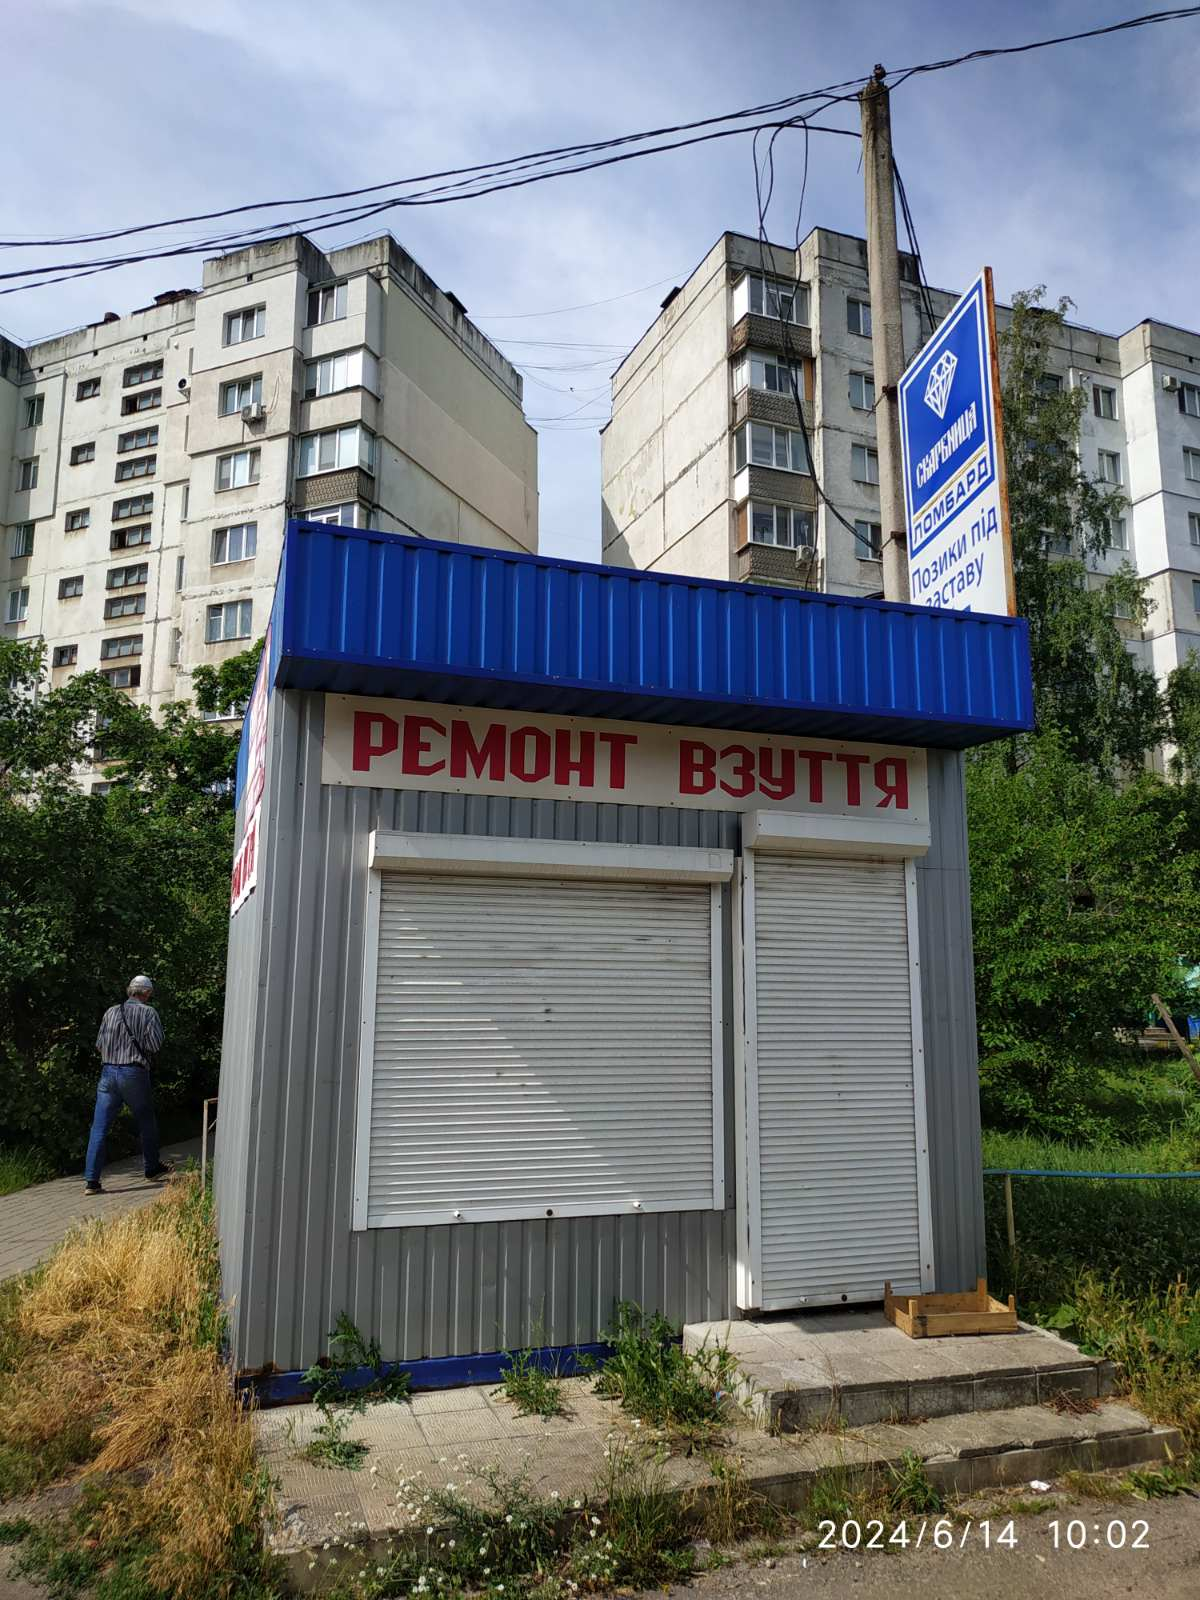 СКАРБНИЦЯ
ЛОМБАРД
Позики під
заставу
РЕМОНТ ВЗУТТЯ
2024/6/14 10:02